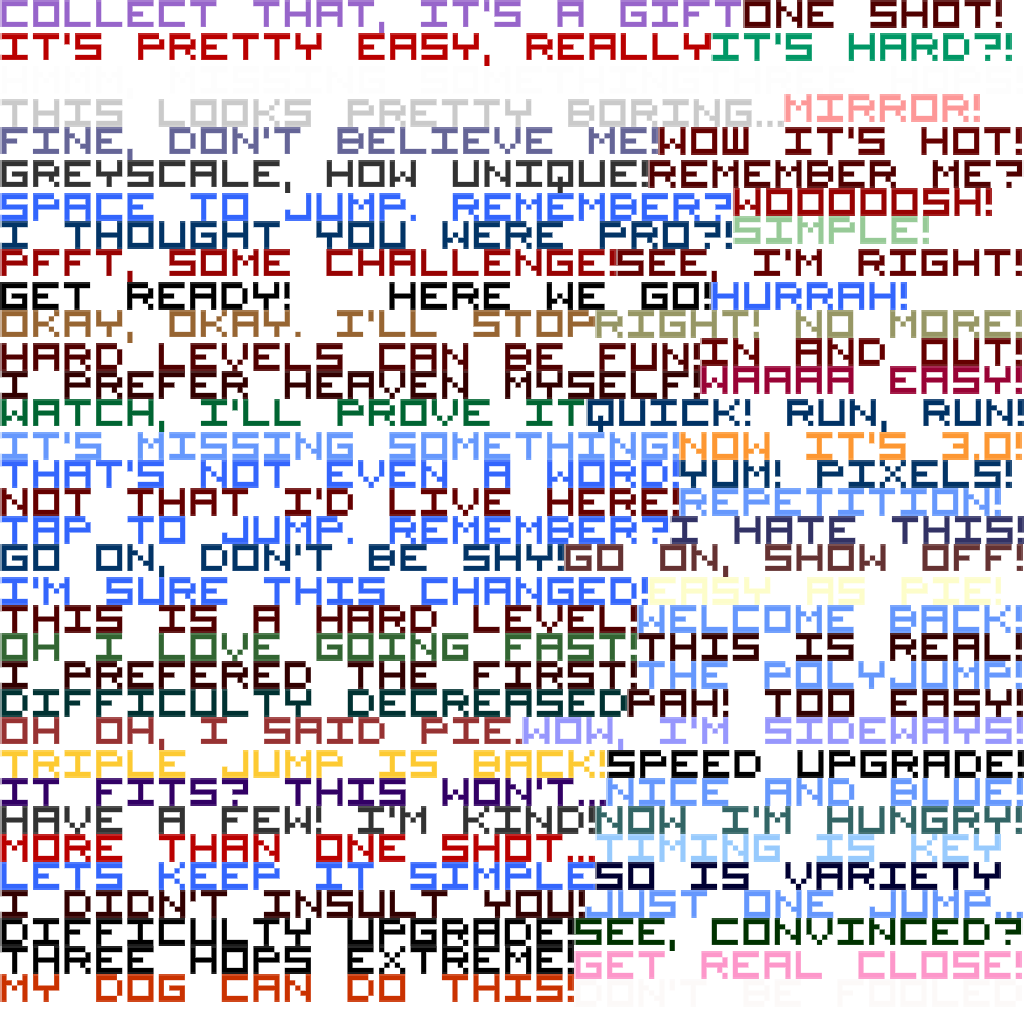 COLLECT THAT, IT'S A GIFT ONE SHOT!
IT'S PRETTY EASY, REALLY IT'S HARD?!
THIS LOOKS PRETTY BORING... MIRROR!
FINE, DON'T BELIEVE ME! WOW IT'S HOT!
GREYSCALE, HOW UNIQUE! REMEMBER ME?
SPACE TO JUMP. REMEMBER? WOOOOOSH!
I THOUGHT YOU WERE PRO?! SIMPLE!
PFFT, SOME CHALLENGE! SEE, I'M RIGHT!
GET READY! HERE WE GO! HURRAH!
OKAY, OKAY. I'LL STOP RIGHT! NO MORE!
HARD LEVELS CAN BE FUN! IN AND OUT!
I PREFER HEAVEN MYSELF! WAAAA EASY!
WATCH, I'LL PROVE IT QUICK! RUN, RUN!
IT'S MISSING SOMETHING! NOW IT'S 3.0!
THAT'S NOT EVEN A WORD! YUM! PIXELS!
NOT THAT I'D LIVE HERE! REPETITION!
TAP TO JUMP. REMEMBER? I HATE THIS!
GO ON, DON'T BE SHY! GO ON, SHOW OFF!
I'M SURE THIS CHANGED! EASY AS PIE!
THIS IS A HARD LEVEL! WELCOME BACK!
OH I LOVE GOING FAST! THIS IS REAL!
I PREFERED THE FIRST! THE POLYJUMP!
DIFFICULTY DECREASED PAH! TOO EASY!
OH OH, I SAID PIE. WOW, I'M SIDEWAYS!
TRIPLE JUMP IS BACK! SPEED UPGRADE!
IT FITS? THIS WON'T... NICE AND BLUE!
HAVE A FEW! I'M KIND! NOW I'M HUNGRY!
MORE THAN ONE SHOT... TIMING IS KEY
LETS KEEP IT SIMPLE SO IS VARIETY
I DIDN'T INSULT YOU! JUST ONE JUMP...
DIFFICULTY UPGRADE! SEE, CONVINCED?
THREE HOPS EXTREME! GET REAL CLOSE!
MY DOG CAN DO THIS! DON'T BE FOOLED